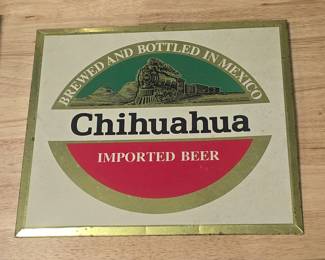 BREWED AND BOTTLED IN MEXICO
Chihuahua
IMPORTED BEER